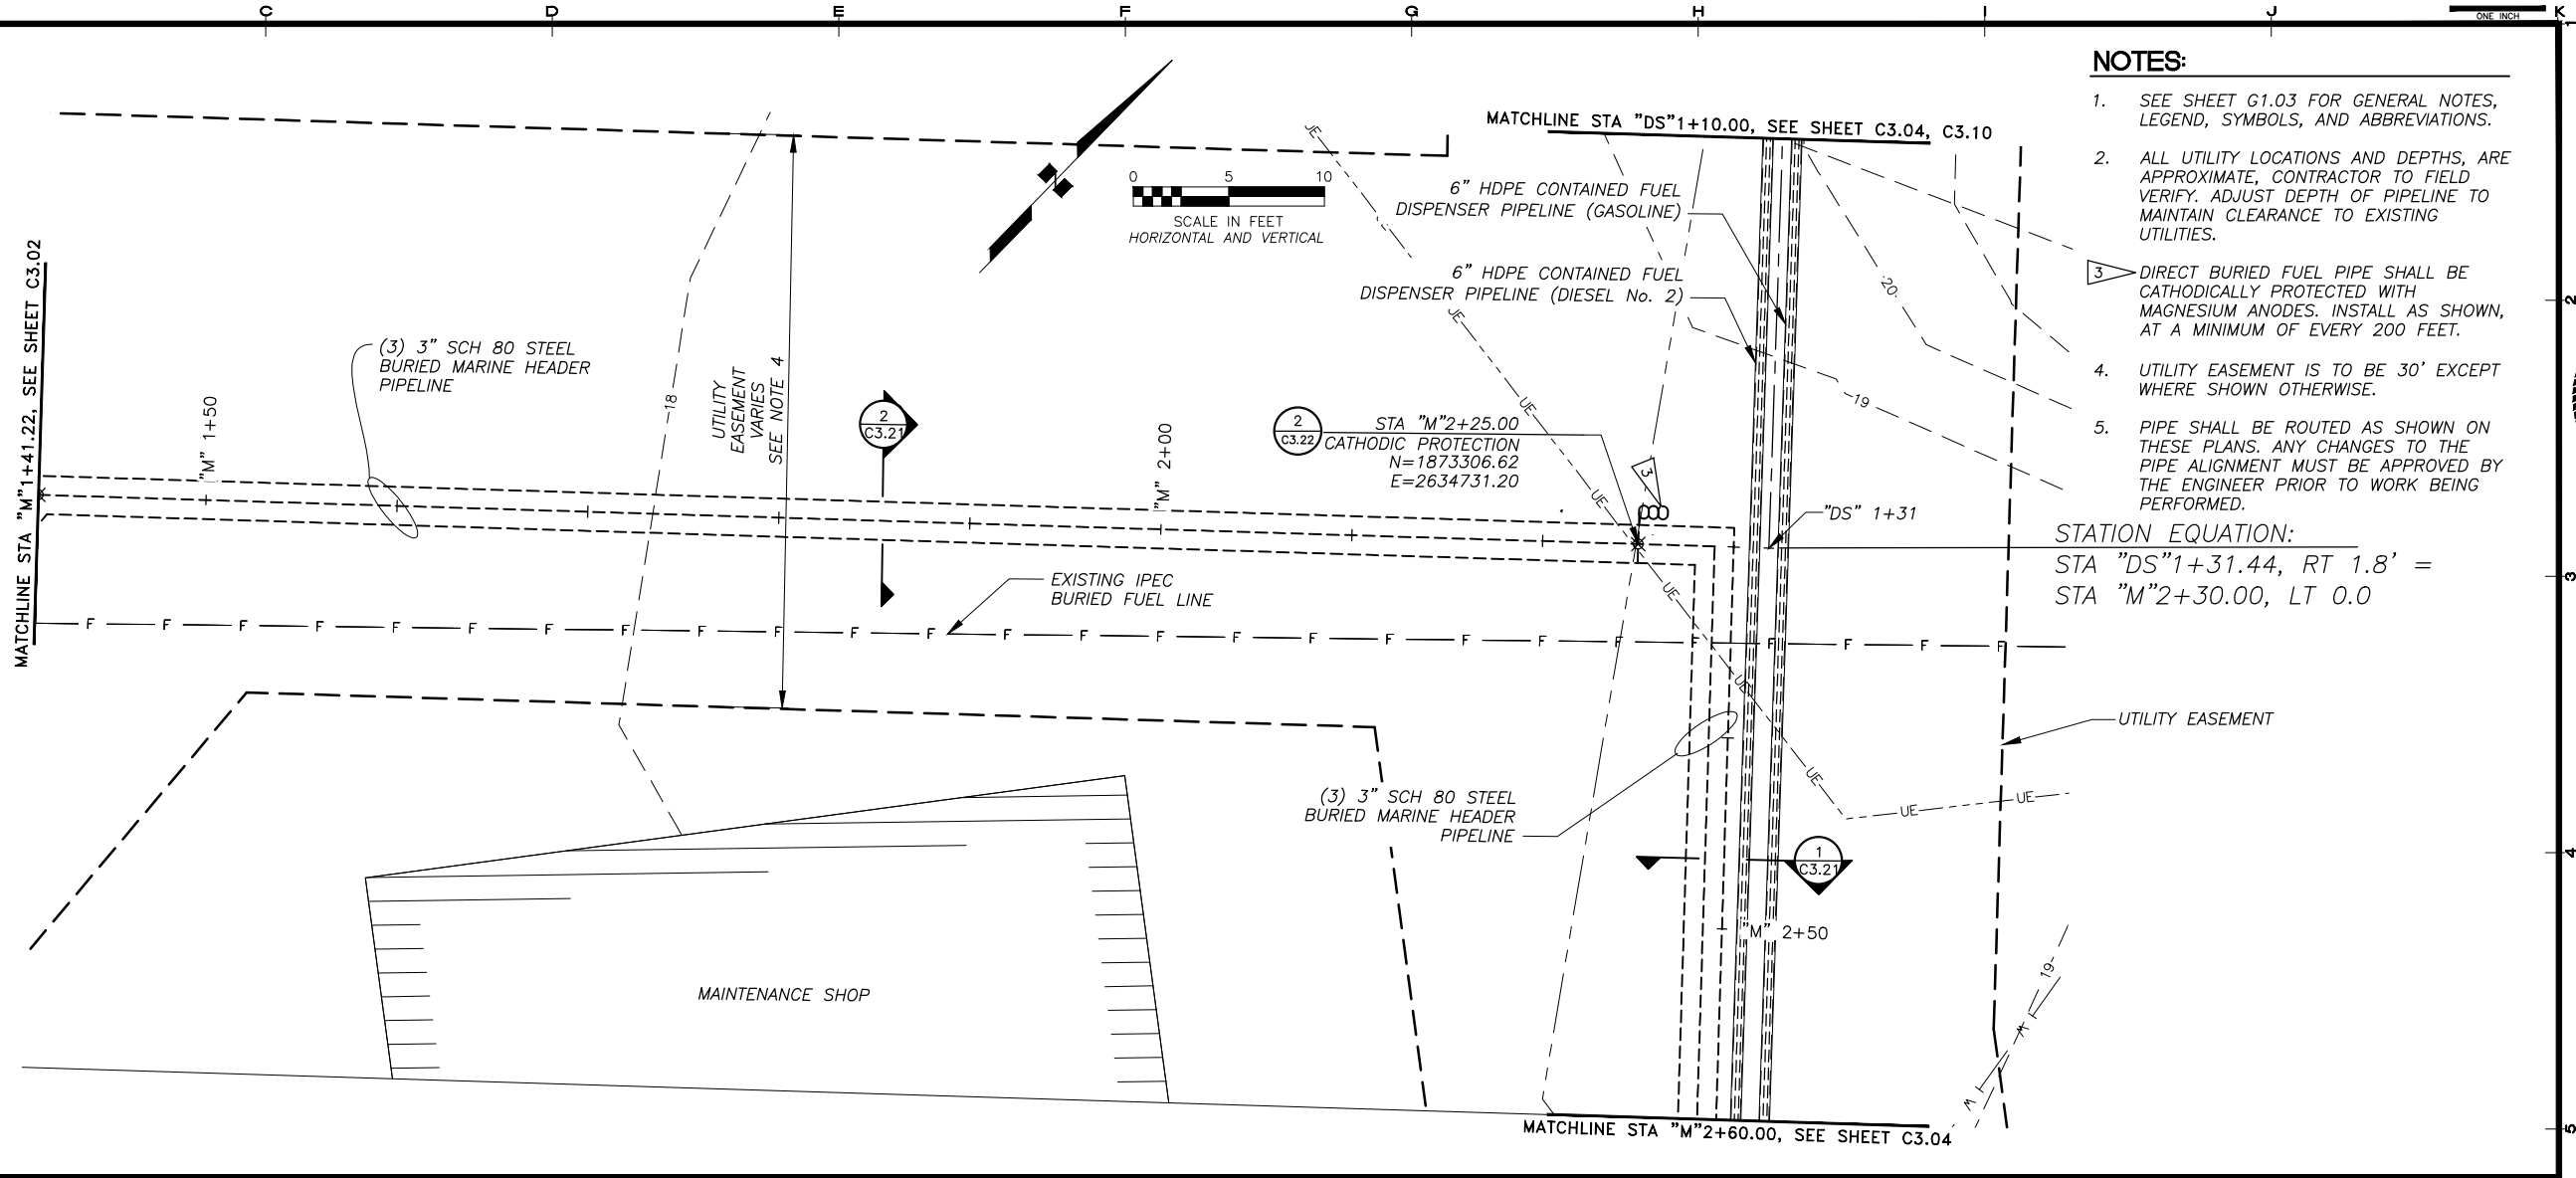 C D E F G H I J K
ONE INCH
1
2
3
4
5
NOTES:
1. SEE SHEET G1.03 FOR GENERAL NOTES,
LEGEND, SYMBOLS, AND ABBREVIATIONS.
2. ALL UTILITY LOCATIONS AND DEPTHS, ARE
APPROXIMATE, CONTRACTOR TO FIELD
VERIFY. ADJUST DEPTH OF PIPELINE TO
MAINTAIN CLEARANCE TO EXISTING
UTILITIES.
3 DIRECT BURIED FUEL PIPE SHALL BE
CATHODICALLY PROTECTED WITH
MAGNESIUM ANODES. INSTALL AS SHOWN,
AT A MINIMUM OF EVERY 200 FEET.
4. UTILITY EASEMENT IS TO BE 30' EXCEPT
WHERE SHOWN OTHERWISE.
5. PIPE SHALL BE ROUTED AS SHOWN ON
THESE PLANS. ANY CHANGES TO THE
PIPE ALIGNMENT MUST BE APPROVED BY
THE ENGINEER PRIOR TO WORK BEING
PERFORMED.
STATION EQUATION:
STA "DS"1+31.44, RT 1.8' =
STA "M"2+30.00, LT 0.0
MATCHLINE STA "DS"1+10.00, SEE SHEET C3.04, C3.10
N
0 5 10
SCALE IN FEET
HORIZONTAL AND VERTICAL
6" HDPE CONTAINED FUEL
DISPENSER PIPELINE (GASOLINE)
6" HDPE CONTAINED FUEL
DISPENSER PIPELINE (DIESEL No. 2)
MATCHLINE STA "M"1+41.22, SEE SHEET C3.02
(3) 3" SCH 80 STEEL
BURIED MARINE HEADER
PIPELINE
"M" 1+50
18
UTILITY
EASEMENT
VARIES
SEE NOTE 4
2
C3.21
"M" 2+00
2
C3.22
STA "M"2+25.00
CATHODIC PROTECTION
N=1873306.62
E=2634731.20
3
20
19
"DS" 1+31
UE UE UE UE UE UE UE UE UE
EXISTING IPEC
BURIED FUEL LINE
F F F F F F F F F F F F F F F F F F F F F F F F F F
UTILITY EASEMENT
(3) 3" SCH 80 STEEL
BURIED MARINE HEADER
PIPELINE
1
C3.21
"M" 2+50
19
W W
MAINTENANCE SHOP
MATCHLINE STA "M"2+60.00, SEE SHEET C3.04